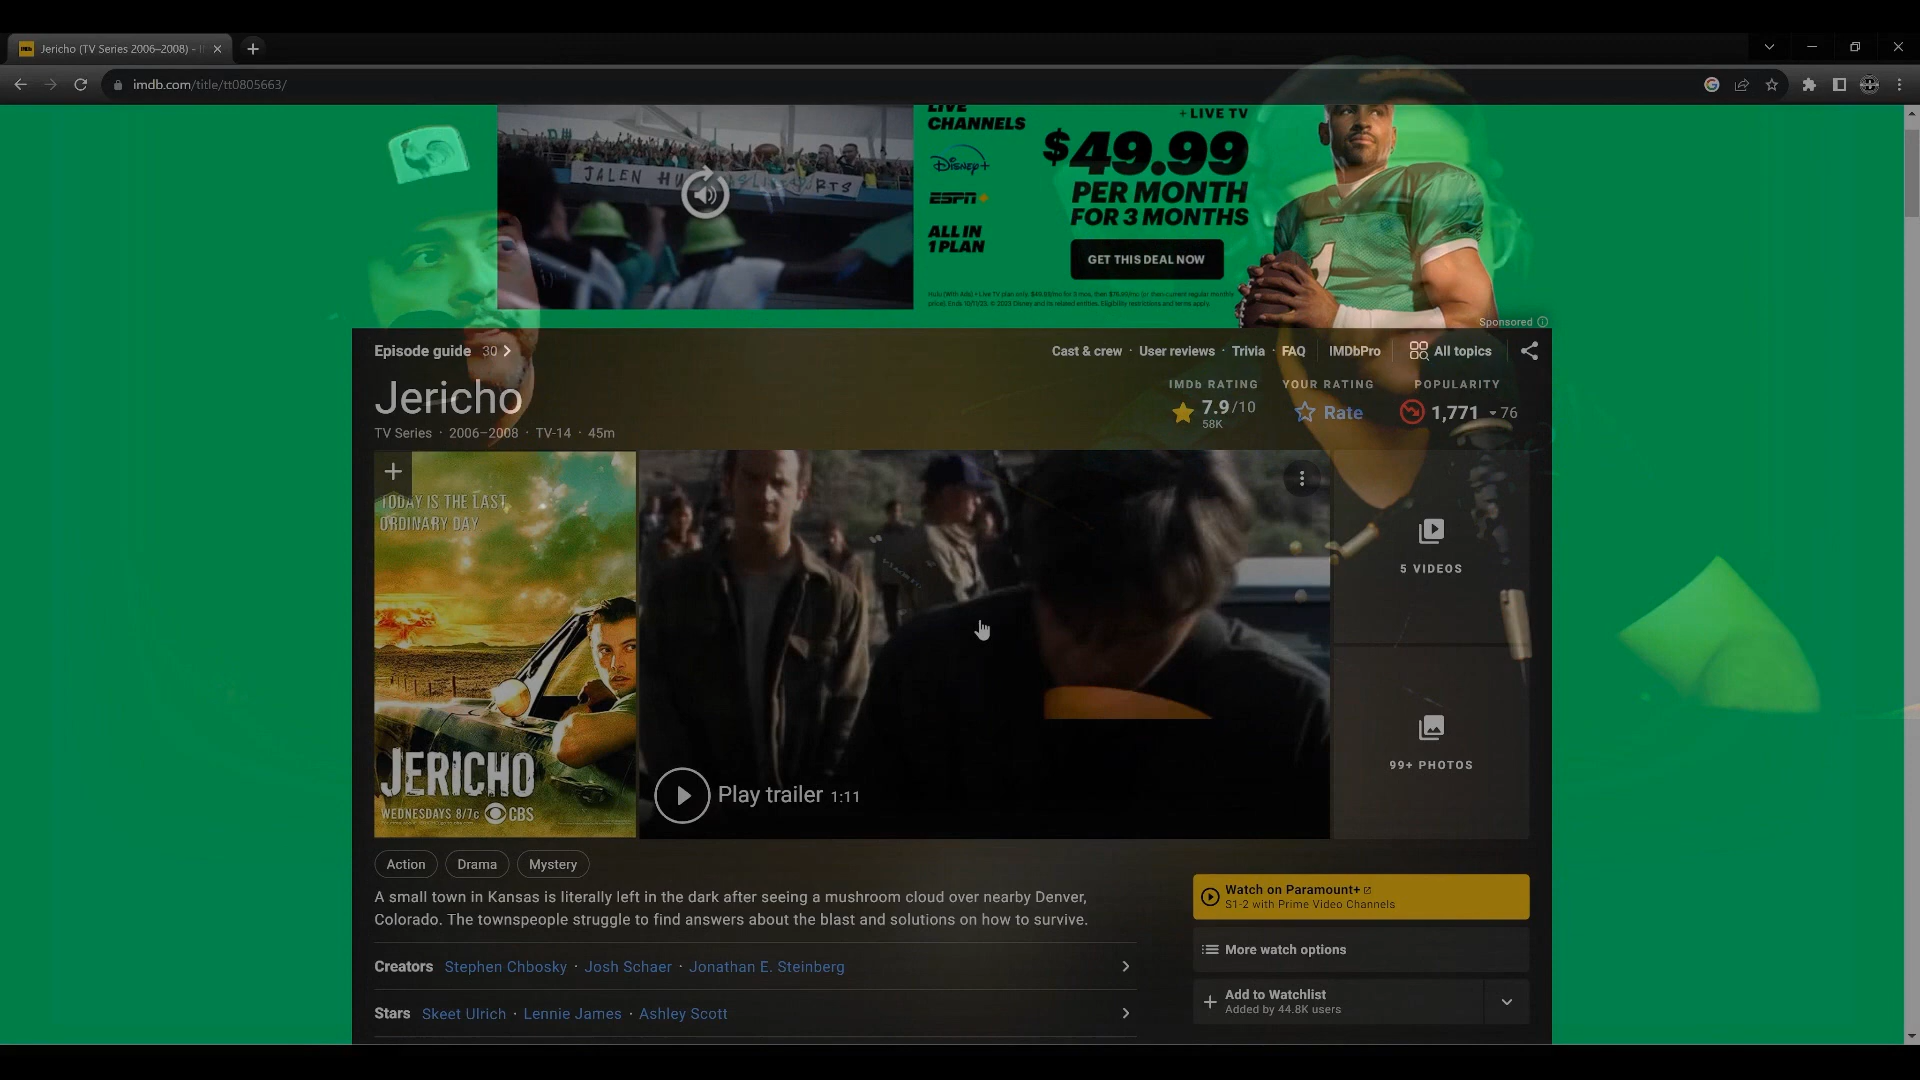 Jericho (TV Series 2006–2008) -
imdb.com/title/tt0805663/
JALEN HU
RTS
LIVE
CHANNELS
Disney+
ESPN+
ALL IN
1 PLAN
+ LIVE TV
$49.99
PER MONTH
FOR 3 MONTHS
GET THIS DEAL NOW
Sponsored
Episode guide 30
Cast & crew · User reviews · Trivia · FAQ
IMDbPro
All topics
Jericho
TV Series · 2006–2008 · TV-14 · 45m
IMDb RATING
7.9/10
58K
YOUR RATING
Rate
POPULARITY
1,771 76
TODAY IS THE LAST
ORDINARY DAY
JERICHO
WEDNESDAYS 8/7c CBS
Play trailer 1:11
5 VIDEOS
99+ PHOTOS
Action
Drama
Mystery
A small town in Kansas is literally left in the dark after seeing a mushroom cloud over nearby Denver,
Colorado. The townspeople struggle to find answers about the blast and solutions on how to survive.
Creators Stephen Chbosky · Josh Schaer · Jonathan E. Steinberg
Stars Skeet Ulrich · Lennie James · Ashley Scott
Watch on Paramount+
S1-2 with Prime Video Channels
More watch options
Add to Watchlist
Added by 44.8K users